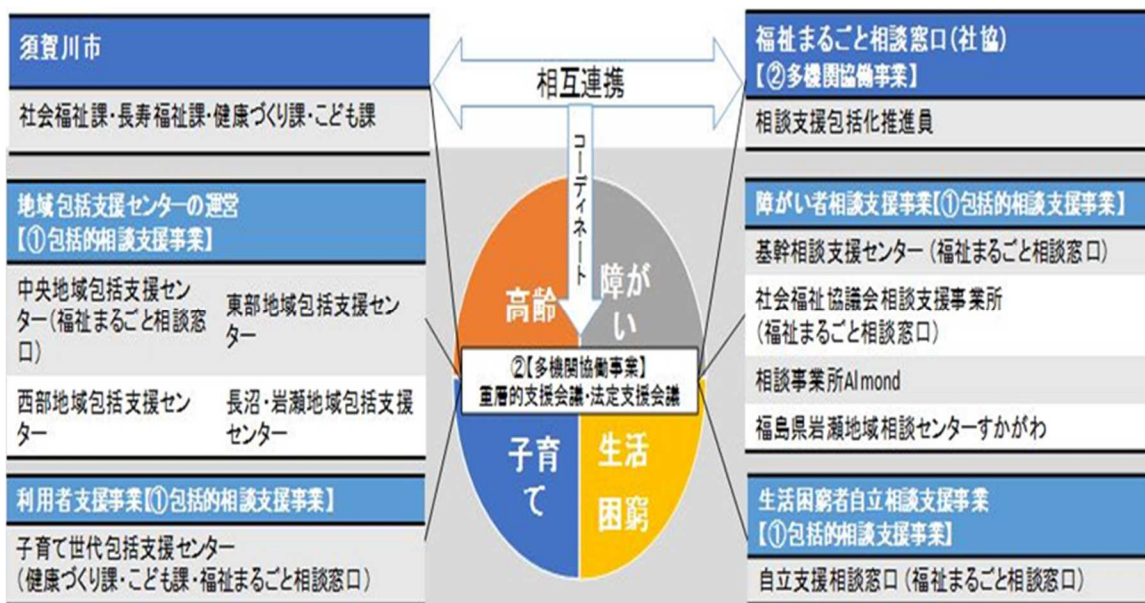 須賀川市
社会福祉課・長寿福祉課・健康づくり課・こども課
地域包括支援センターの運営
【①包括的相談支援事業】
中央地域包括支援セン
ター(福祉まるごと相談窓
口)
東部地域包括支援セン
ター
西部地域包括支援セン
ター
長沼・岩瀬地域包括支援
センター
利用者支援事業【①包括的相談支援事業】
子育て世代包括支援センター
(健康づくり課・こども課・福祉まるごと相談窓口)
相互連携
コーディネート
高齢
障が
い
②【多機関協働事業】
重層的支援会議・法定支援会議
子育
て
生活
困窮
福祉まるごと相談窓口(社協)
【②多機関協働事業】
相談支援包括化推進員
障がい者相談支援事業【①包括的相談支援事業】
基幹相談支援センター (福祉まるごと相談窓口)
社会福祉協議会相談支援事業所
(福祉まるごと相談窓口)
相談事業所Almond
福島県岩瀬地域相談センターすかがわ
生活困窮者自立相談支援事業
【①包括的相談支援事業】
自立支援相談窓口 (福祉まるごと相談窓口)